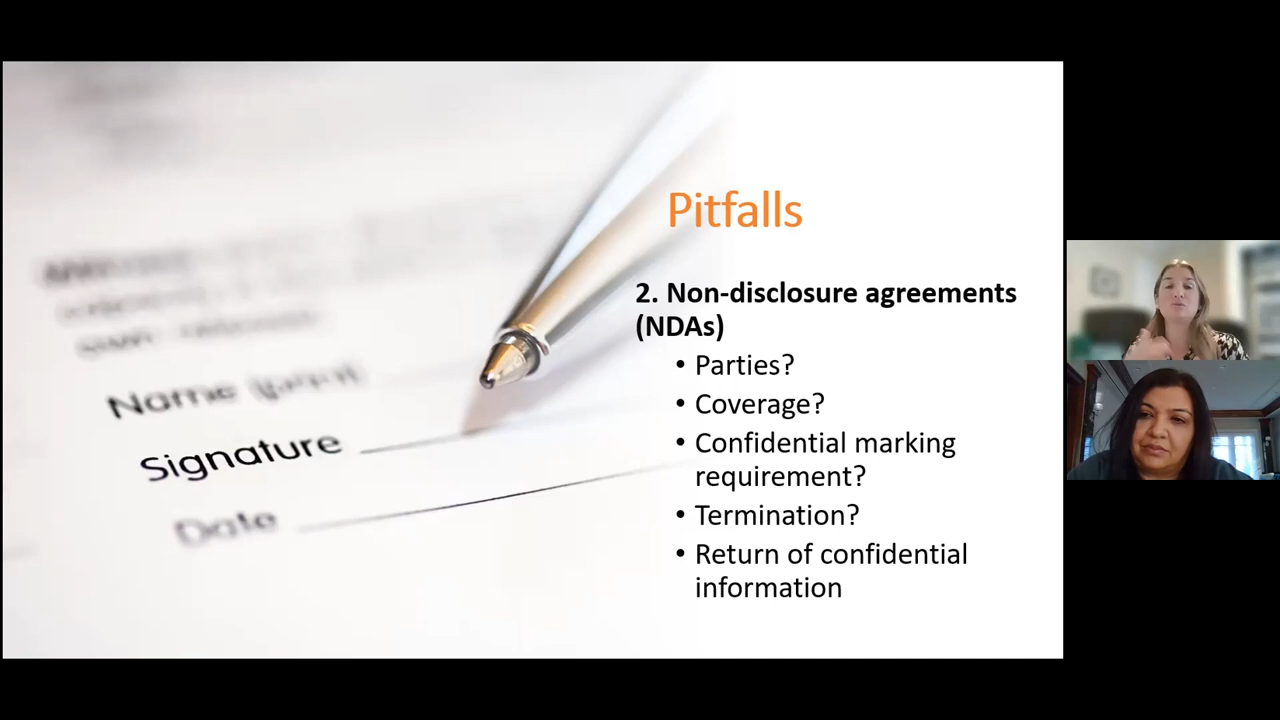 Pitfalls
2. Non-disclosure agreements
(NDAs)
• Parties?
• Coverage?
• Confidential marking
requirement?
• Termination?
• Return of confidential
information
Name (print)
Signature
Date